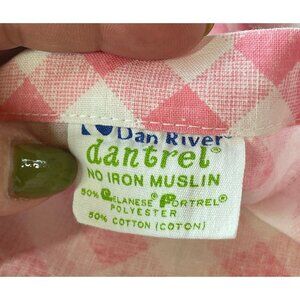 Dan River®
dantrel®
NO IRON MUSLIN
50% CELANESE® FORTREL®
POLYESTER
50% COTTON (COTON)